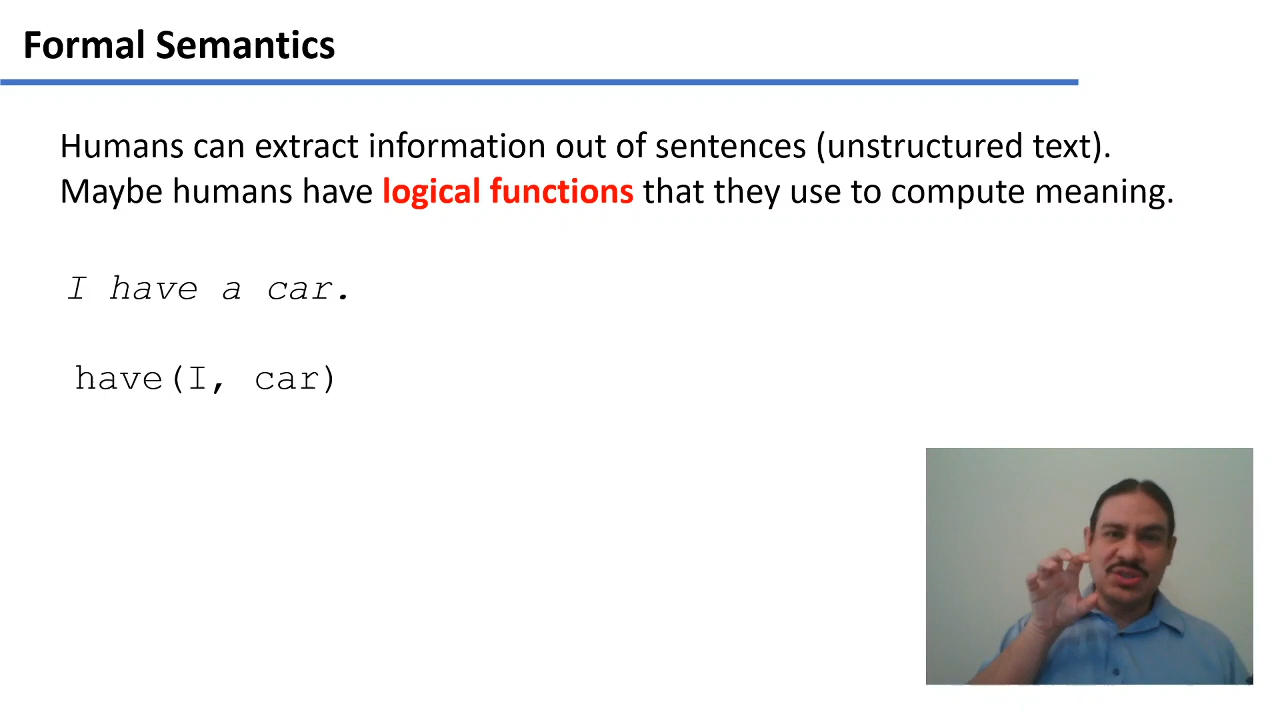 Formal Semantics
Humans can extract information out of sentences (unstructured text).
Maybe humans have logical functions that they use to compute meaning.
I have a car.
have(I, car)